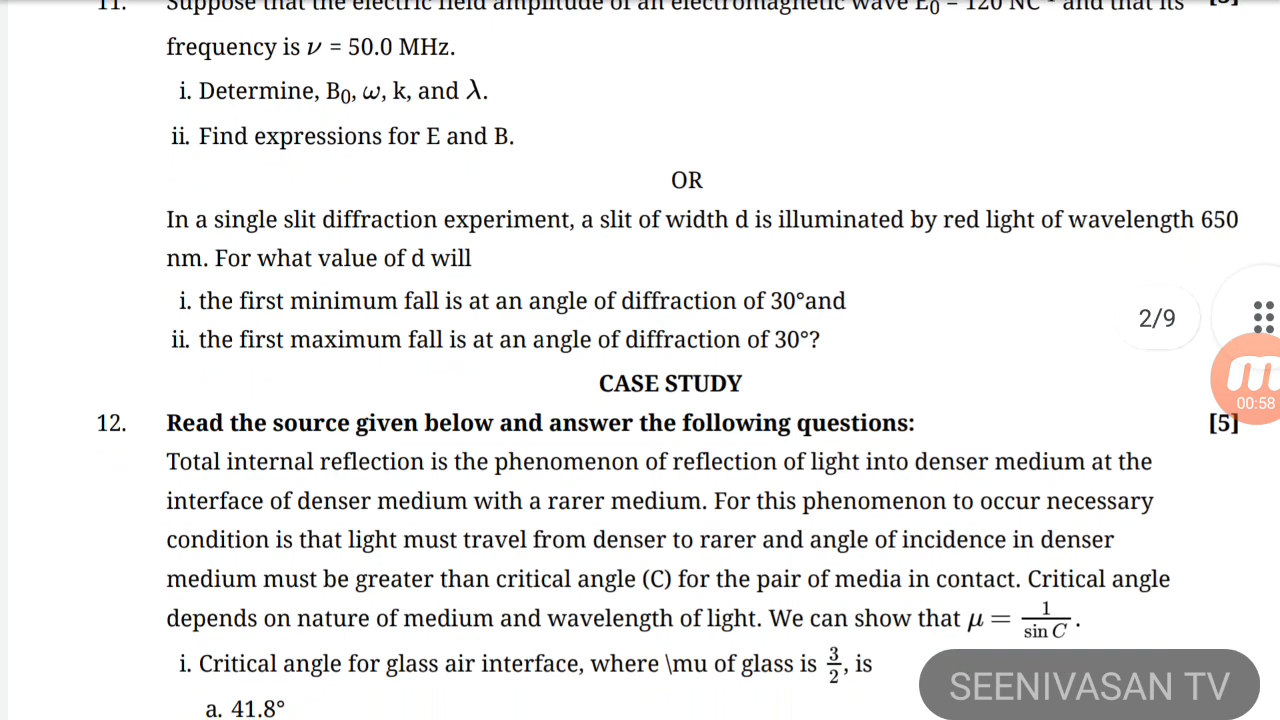 11. Suppose that the electric field amplitude of an electromagnetic wave E₀ = 120 NC and that its [3]
frequency is ν = 50.0 MHz.
i. Determine, B₀, ω, k, and λ.
ii. Find expressions for E and B.
OR
In a single slit diffraction experiment, a slit of width d is illuminated by red light of wavelength 650
nm. For what value of d will
i. the first minimum fall is at an angle of diffraction of 30°and
2/9
ii. the first maximum fall is at an angle of diffraction of 30°?
CASE STUDY
00:58
12. Read the source given below and answer the following questions: [5]
Total internal reflection is the phenomenon of reflection of light into denser medium at the
interface of denser medium with a rarer medium. For this phenomenon to occur necessary
condition is that light must travel from denser to rarer and angle of incidence in denser
medium must be greater than critical angle (C) for the pair of media in contact. Critical angle
depends on nature of medium and wavelength of light. We can show that μ = 1/sin C.
i. Critical angle for glass air interface, where \mu of glass is 3/2, is
SEENIVASAN TV
a. 41.8°